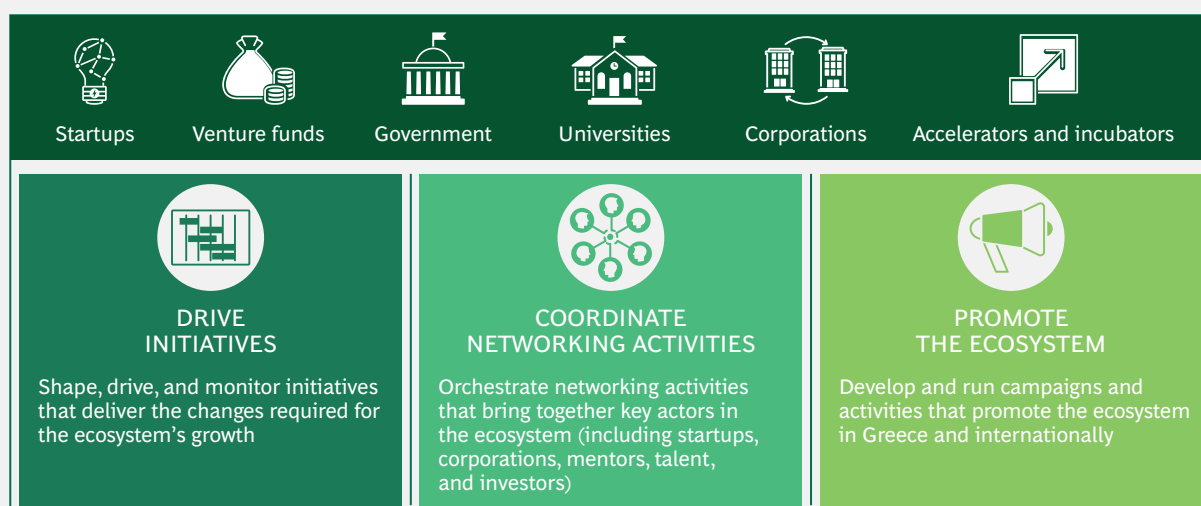 Startups
Venture funds
Government
Universities
Corporations
Accelerators and incubators
DRIVE
INITIATIVES
Shape, drive, and monitor initiatives
that deliver the changes required for
the ecosystem's growth
COORDINATE
NETWORKING ACTIVITIES
Orchestrate networking activities
that bring together key actors in
the ecosystem (including startups,
corporations, mentors, talent,
and investors)
PROMOTE
THE ECOSYSTEM
Develop and run campaigns and
activities that promote the ecosystem
in Greece and internationally